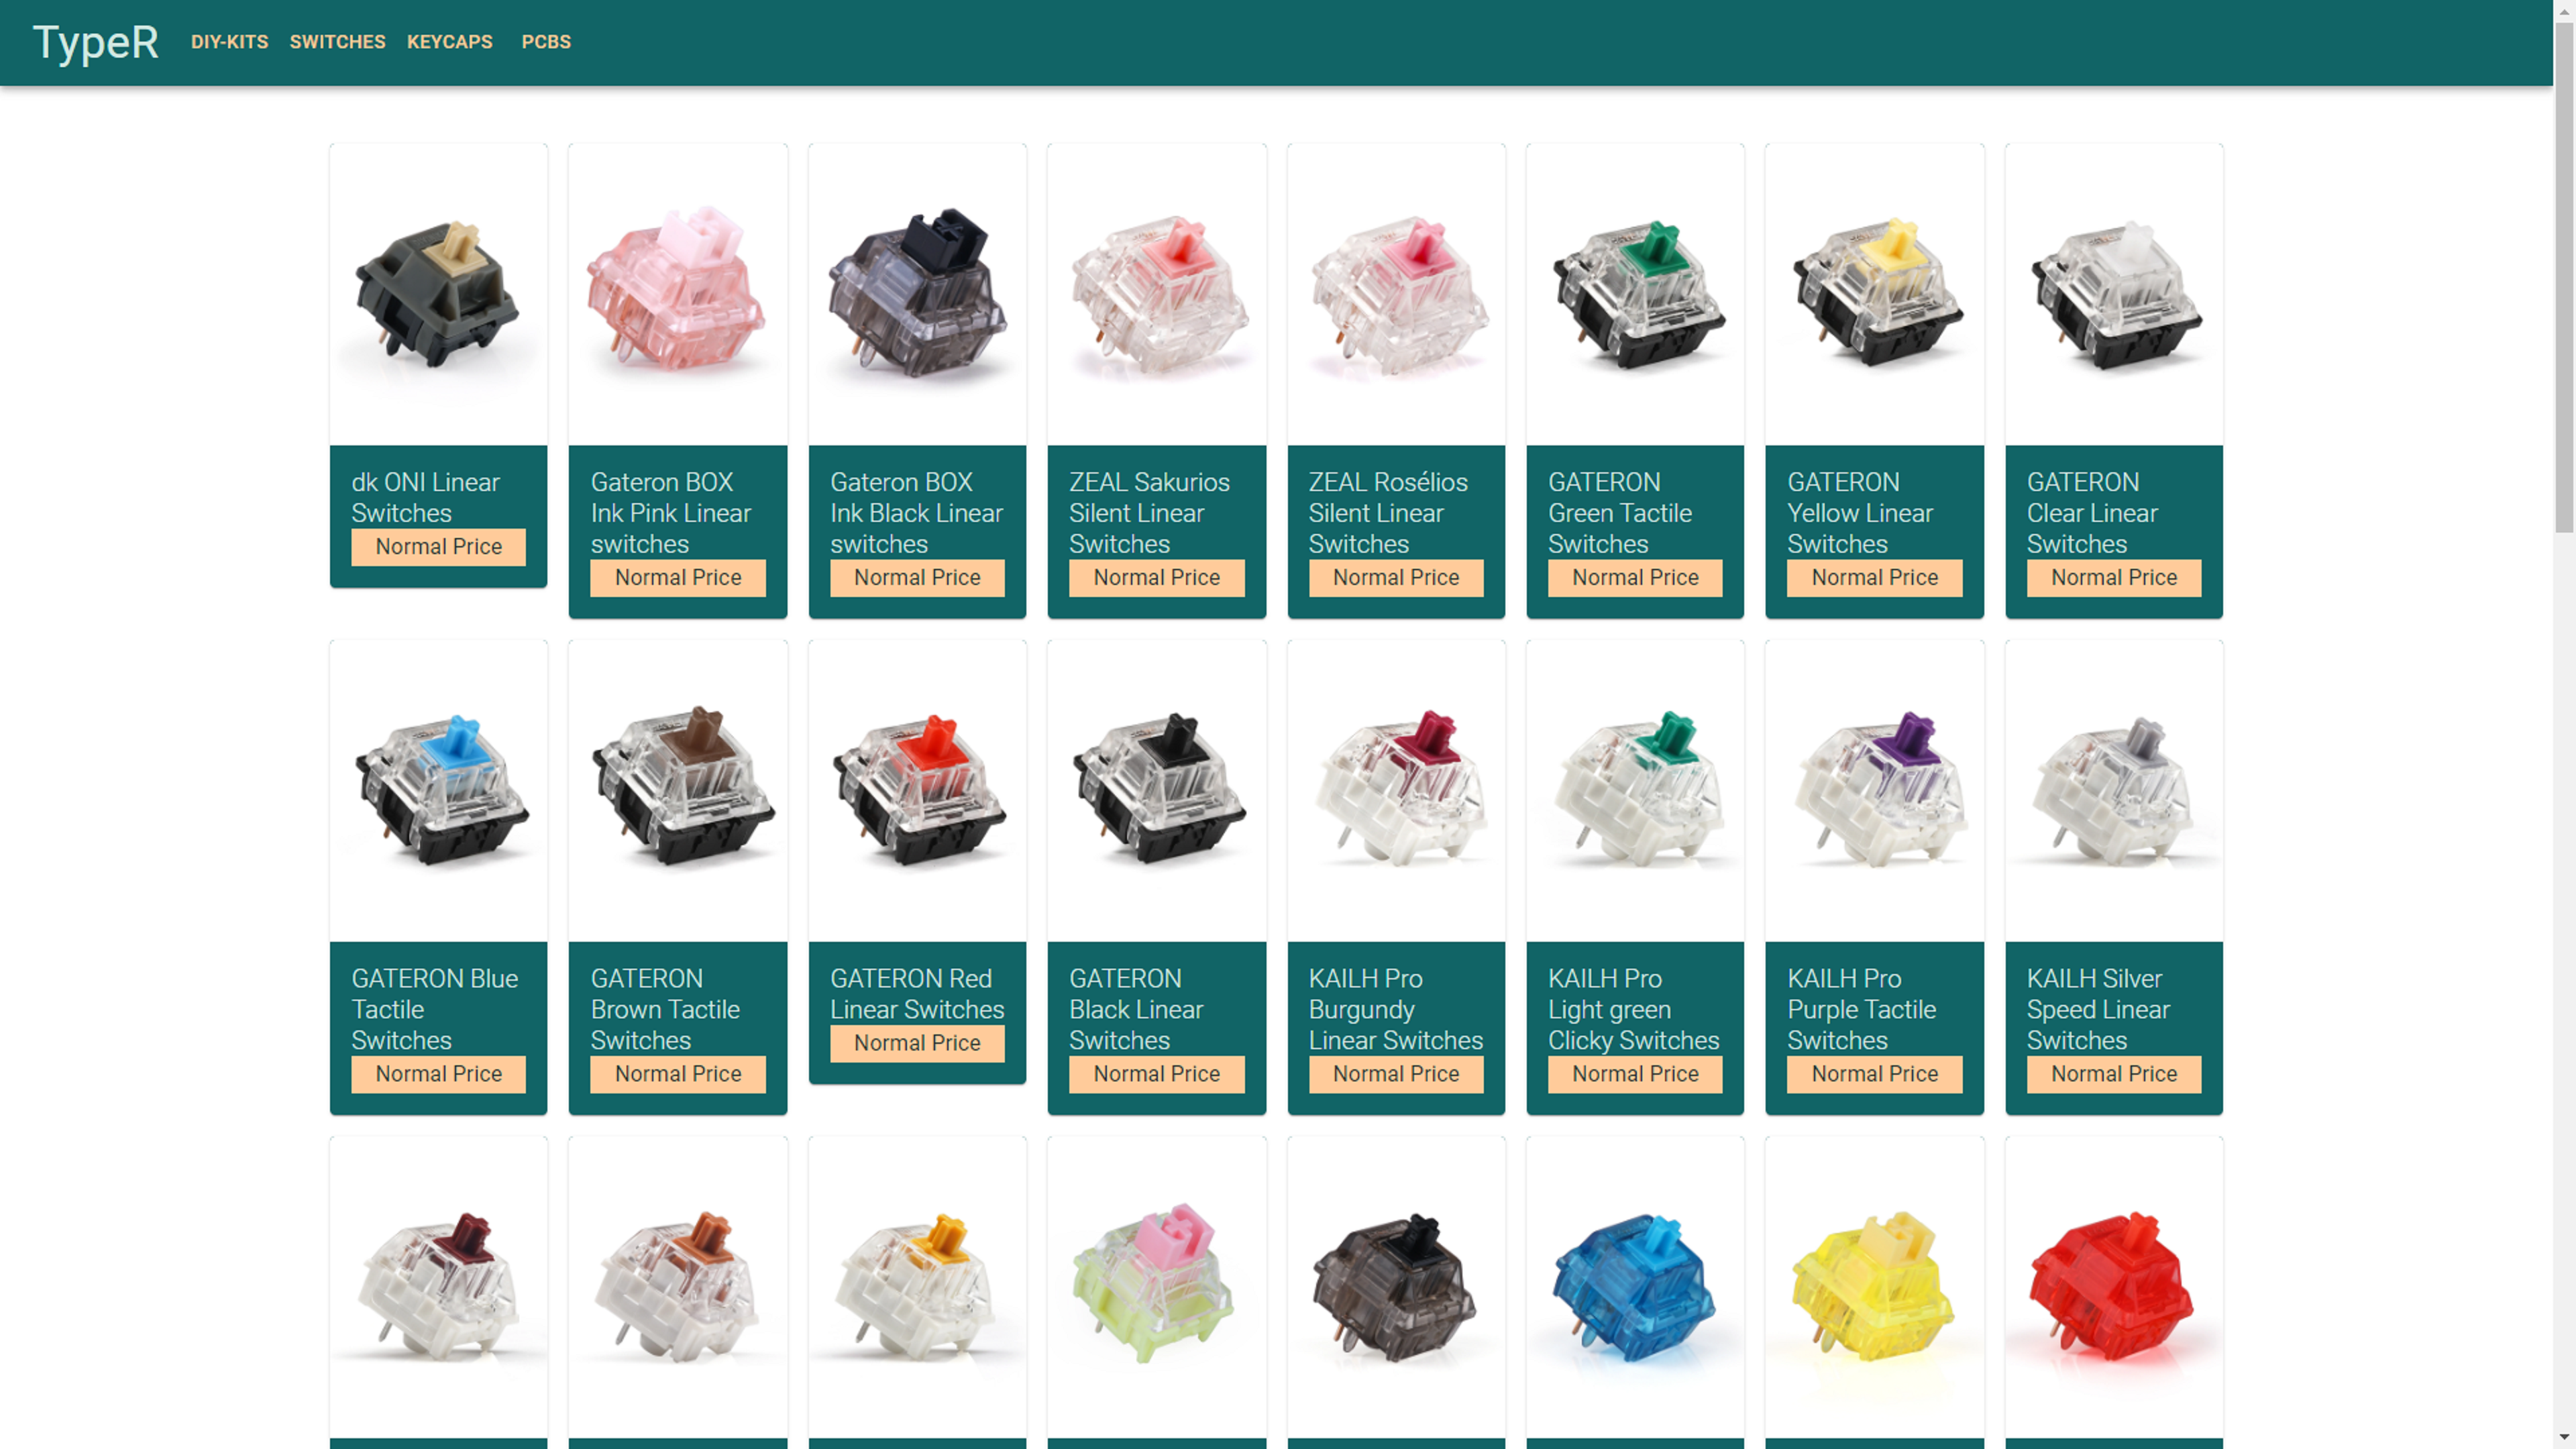 TypeR
DIY-KITS SWITCHES KEYCAPS PCBS
dk ONI Linear
Switches
Normal Price
Gateron BOX
Ink Pink Linear
switches
Normal Price
Gateron BOX
Ink Black Linear
switches
Normal Price
ZEAL Sakurios
Silent Linear
Switches
Normal Price
ZEAL Rosélios
Silent Linear
Switches
Normal Price
GATERON
Green Tactile
Switches
Normal Price
GATERON
Yellow Linear
Switches
Normal Price
GATERON
Clear Linear
Switches
Normal Price
GATERON Blue
Tactile
Switches
Normal Price
GATERON
Brown Tactile
Switches
Normal Price
GATERON Red
Linear Switches
Normal Price
GATERON
Black Linear
Switches
Normal Price
KAILH Pro
Burgundy
Linear Switches
Normal Price
KAILH Pro
Light green
Clicky Switches
Normal Price
KAILH Pro
Purple Tactile
Switches
Normal Price
KAILH Silver
Speed Linear
Switches
Normal Price